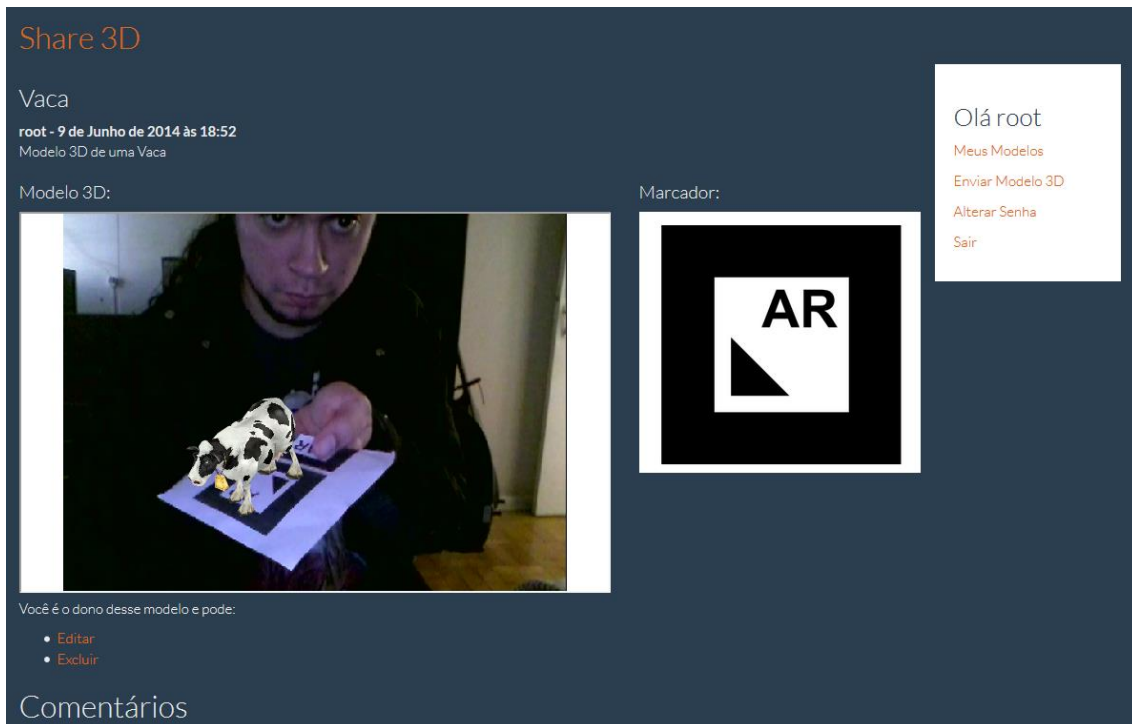 Share 3D
Vaca
root - 9 de Junho de 2014 às 18:52
Modelo 3D de uma Vaca
Modelo 3D:
AR
Você é o dono desse modelo e pode:
Editar
Excluir
Comentários
Marcador:
AR
Olá root
Meus Modelos
Enviar Modelo 3D
Alterar Senha
Sair